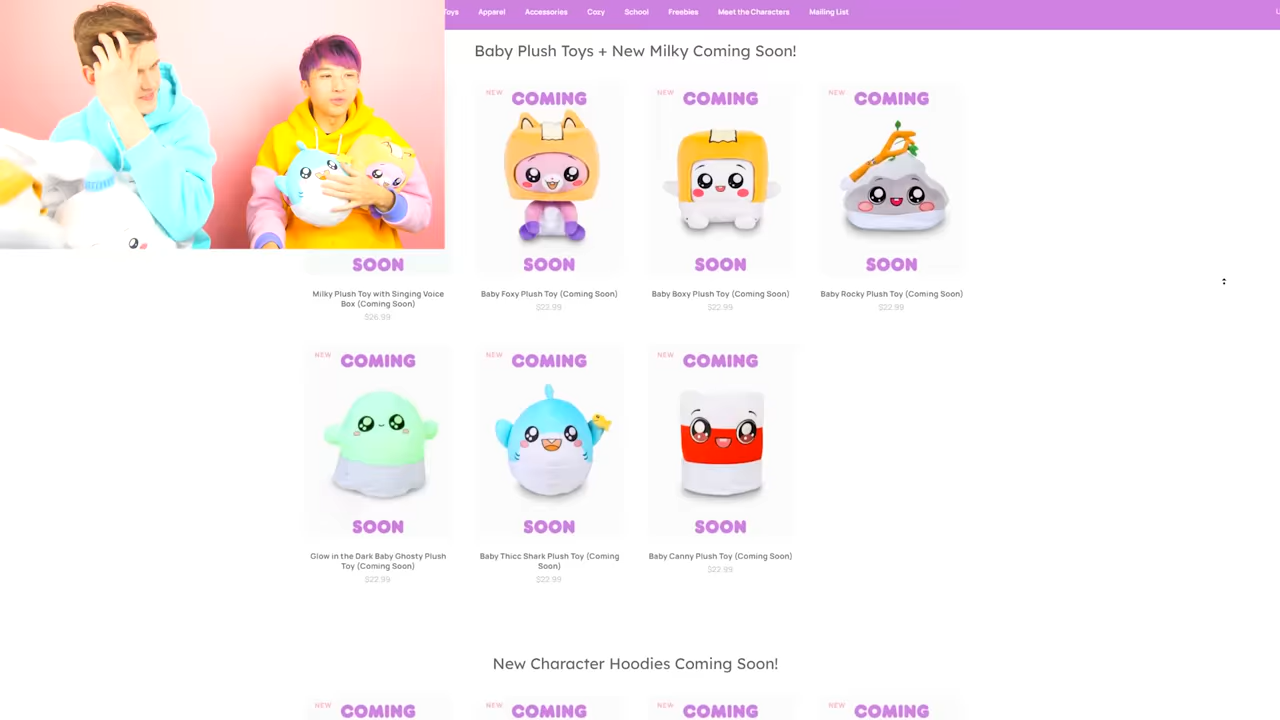 Toys Apparel Accessories Cozy School Freebies Meet the Characters Mailing List
Baby Plush Toys + New Milky Coming Soon!
NEW COMING NEW COMING NEW COMING
SOON SOON SOON SOON
Milky Plush Toy with Singing Voice
Box (Coming Soon)
$26.99
Baby Foxy Plush Toy (Coming Soon)
$22.99
Baby Boxy Plush Toy (Coming Soon)
$22.99
Baby Rocky Plush Toy (Coming Soon)
$22.99
NEW COMING NEW COMING NEW COMING
SOON SOON SOON
Glow in the Dark Baby Ghosty Plush
Toy (Coming Soon)
$22.99
Baby Thicc Shark Plush Toy (Coming
Soon)
$22.99
Baby Canny Plush Toy (Coming Soon)
$22.99
New Character Hoodies Coming Soon!
NEW COMING NEW COMING NEW COMING NEW COMING